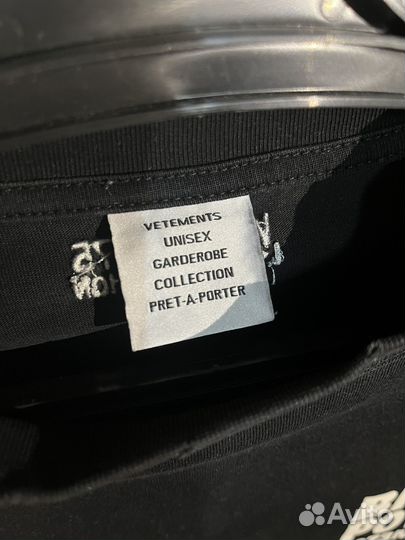 VETEMENTS
UNISEX
GARDEROBE
COLLECTION
PRET-A-PORTER
Avito